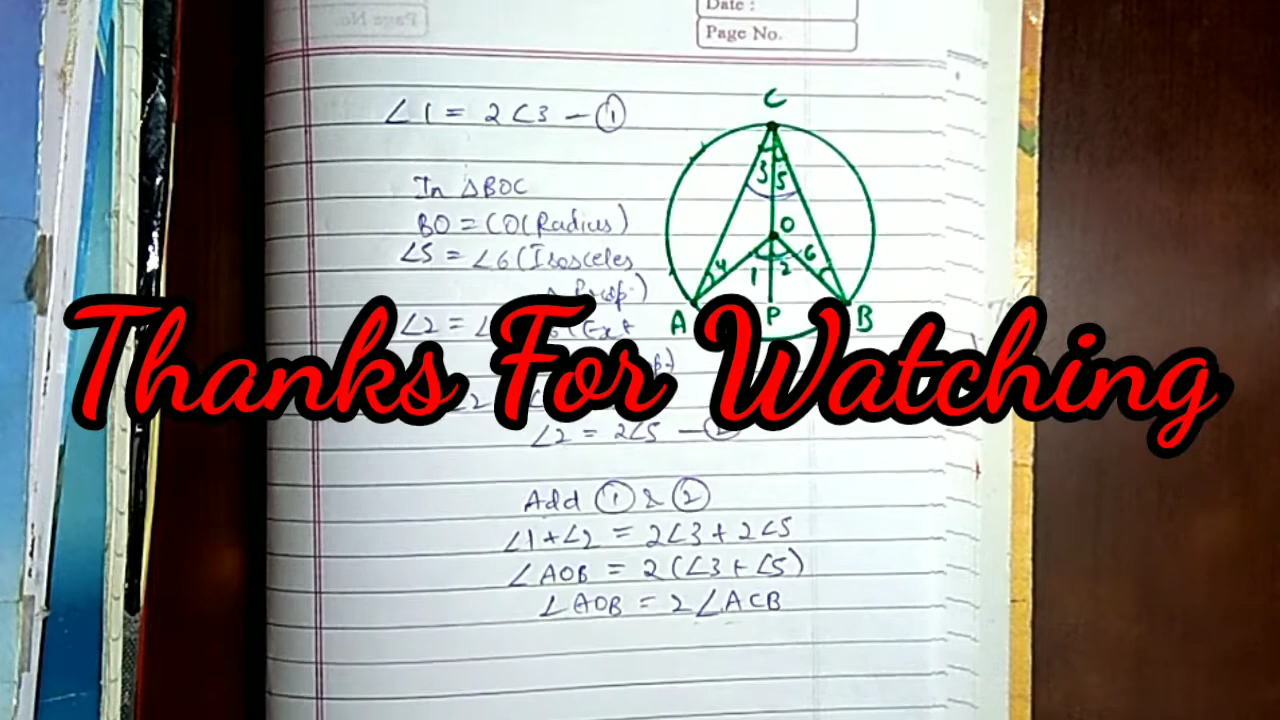 Date :
Page No.
∠1 = 2∠3 — ①
In △BOC
BO = CO (Radius)
∠5 = ∠6 (Isosceles
∠2 = ∠
(Ext
Thanks For Watching
∠2 = 2∠5 —
Add ① & ②
∠1+∠2 = 2∠3 + 2∠5
∠AOB = 2(∠3+∠5)
∠AOB = 2∠ACB
C
3 5
O
4 1 2 6
A P B